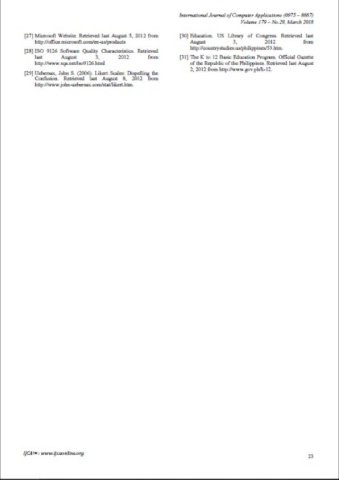 International Journal of Computer Applications (0975 – 8887)
Volume 179 – No.28, March 2018
[27] Microsoft Website. Retrieved last August 5, 2012 from
http://office.microsoft.com/en-us/products
[28] ISO 9126 Software Quality Characteristics. Retrieved
last August 3, 2012 from
http://www.sqa.net/iso9126.html
[29] Uebersax, John S. (2006). Likert Scales: Dispelling the
Confusion. Retrieved last August 8, 2012 from
http://www.john-uebersax.com/stat/likert.htm.
[30] Education. US Library of Congress. Retrieved last
August 5, 2012 from
http://countrystudies.us/philippines/53.htm.
[31] The K to 12 Basic Education Program. Official Gazette
of the Republic of the Philippines. Retrieved last August
2, 2012 from http://www.gov.ph/k-12.
IJCA™: www.ijcaonline.org
23